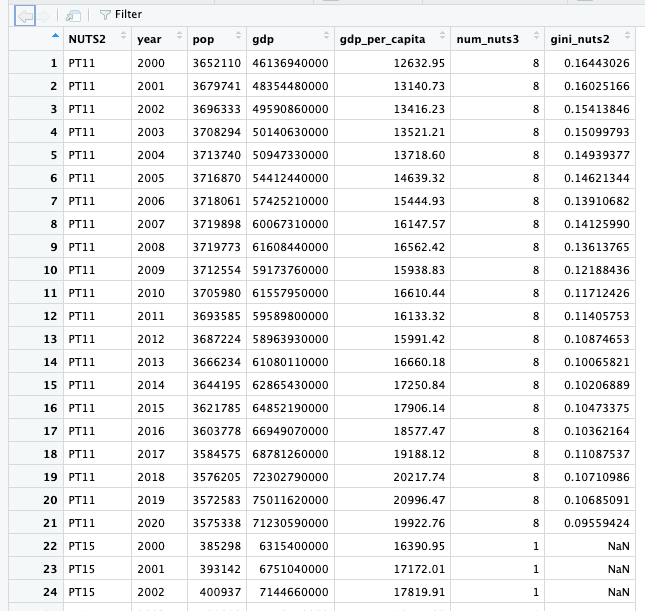 Filter
NUTS2 year pop gdp gdp_per_capita num_nuts3 gini_nuts2
1 PT11 2000 3652110 46136940000 12632.95 8 0.16443026
2 PT11 2001 3679741 48354480000 13140.73 8 0.16025166
3 PT11 2002 3696333 49590860000 13416.23 8 0.15413846
4 PT11 2003 3708294 50140630000 13521.21 8 0.15099793
5 PT11 2004 3713740 50947330000 13718.60 8 0.14939377
6 PT11 2005 3716870 54412440000 14639.32 8 0.14621344
7 PT11 2006 3718061 57425210000 15444.93 8 0.13910682
8 PT11 2007 3719898 60067310000 16147.57 8 0.14125990
9 PT11 2008 3719773 61608440000 16562.42 8 0.13613765
10 PT11 2009 3712554 59173760000 15938.83 8 0.12188436
11 PT11 2010 3705980 61557950000 16610.44 8 0.11712426
12 PT11 2011 3693585 59589800000 16133.32 8 0.11405753
13 PT11 2012 3687224 58963930000 15991.42 8 0.10874653
14 PT11 2013 3666234 61080110000 16660.18 8 0.10065821
15 PT11 2014 3644195 62865430000 17250.84 8 0.10206889
16 PT11 2015 3621785 64852190000 17906.14 8 0.10473375
17 PT11 2016 3603778 66949070000 18577.47 8 0.10362164
18 PT11 2017 3584575 68781260000 19188.12 8 0.11087537
19 PT11 2018 3576205 72302790000 20217.74 8 0.10710986
20 PT11 2019 3572583 75011620000 20996.47 8 0.10685091
21 PT11 2020 3575338 71230590000 19922.76 8 0.09559424
22 PT15 2000 385298 6315400000 16390.95 1 NaN
23 PT15 2001 393142 6751040000 17172.01 1 NaN
24 PT15 2002 400937 7144660000 17819.91 1 NaN